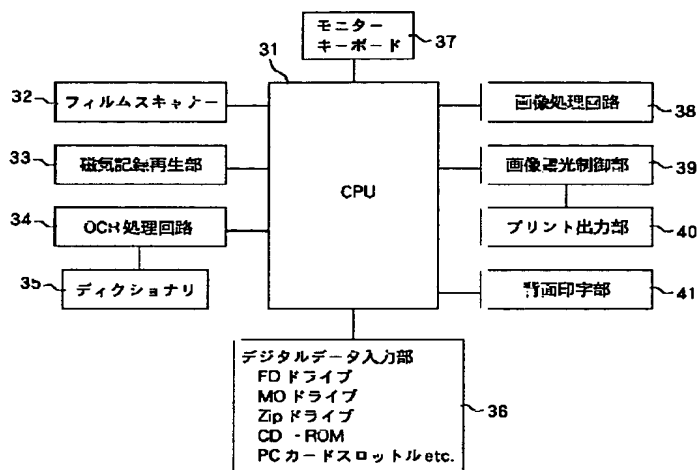 モニター
キーボード
37
31
32
フィルムスキャナー
画像処理回路
38
33
磁気記録再生部
CPU
画像露光制御部
39
34
OCR処理回路
プリント出力部
40
35
ディクショナリ
背面印字部
41
デジタルデータ入力部
FDドライブ
MOドライブ
Zipドライブ
CD -ROM
PCカードスロットルetc.
36